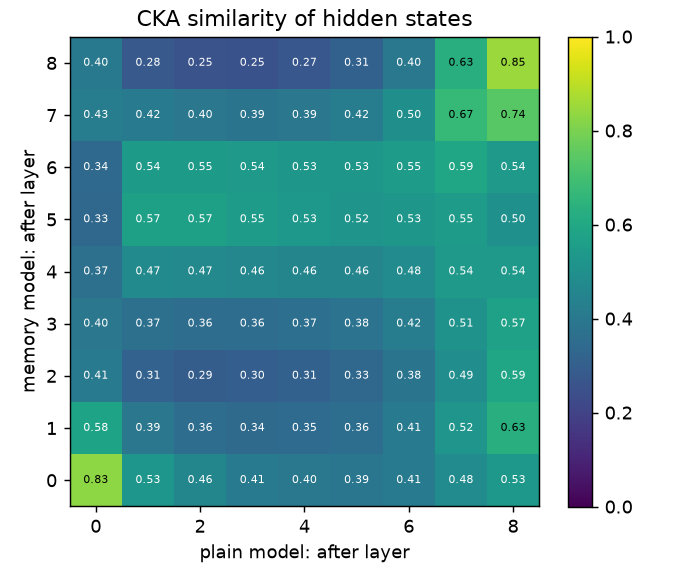 CKA similarity of hidden states
memory model: after layer
8 0.40 0.28 0.25 0.25 0.27 0.31 0.40 0.63 0.85
7 0.43 0.42 0.40 0.39 0.39 0.42 0.50 0.67 0.74
6 0.34 0.54 0.55 0.54 0.53 0.53 0.55 0.59 0.54
5 0.33 0.57 0.57 0.55 0.53 0.52 0.53 0.55 0.50
4 0.37 0.47 0.47 0.46 0.46 0.46 0.48 0.54 0.54
3 0.40 0.37 0.36 0.36 0.37 0.38 0.42 0.51 0.57
2 0.41 0.31 0.29 0.30 0.31 0.33 0.38 0.49 0.59
1 0.58 0.39 0.36 0.34 0.35 0.36 0.41 0.52 0.63
0 0.83 0.53 0.46 0.41 0.40 0.39 0.41 0.48 0.53
0 2 4 6 8
plain model: after layer
1.0
0.8
0.6
0.4
0.2
0.0